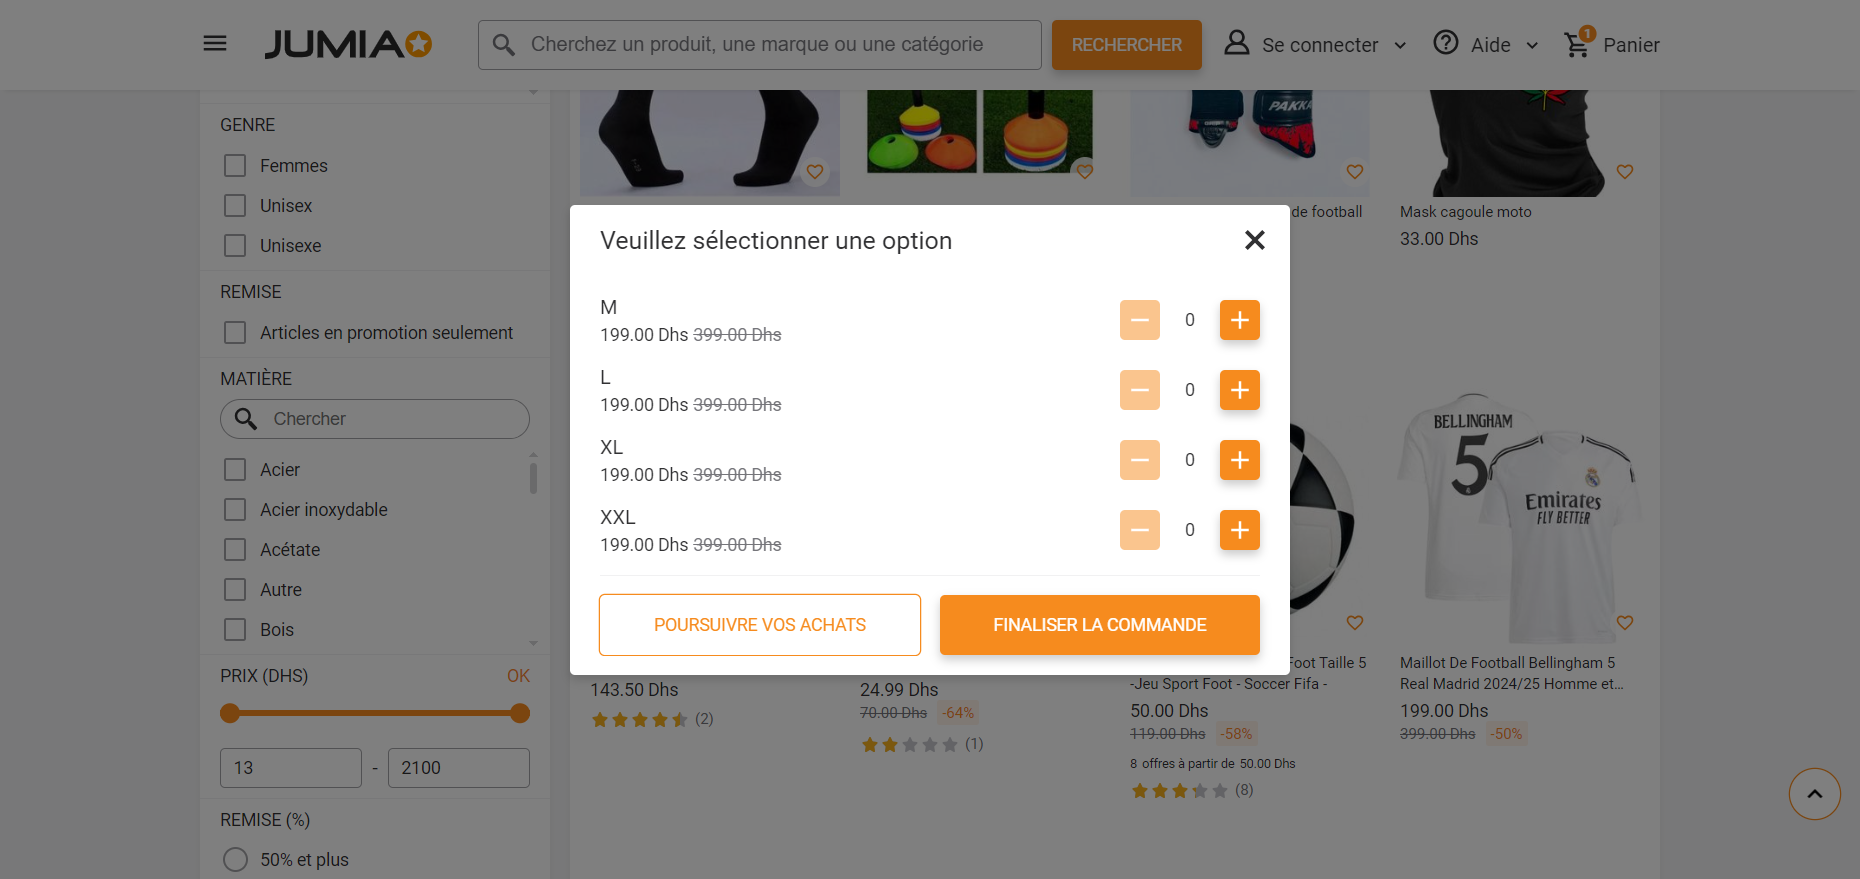 JUMIA
Cherchez un produit, une marque ou une catégorie
RECHERCHER
Se connecter
Aide
1
Panier
GENRE
Femmes
Unisex
Unisexe
REMISE
Articles en promotion seulement
MATIÈRE
Chercher
Acier
Acier inoxydable
Acétate
Autre
Bois
PRIX (DHS)
OK
13 - 2100
REMISE (%)
50% et plus
PAKKA
de football
Mask cagoule moto
33.00 Dhs
Veuillez sélectionner une option
M
199.00 Dhs 399.00 Dhs
0
L
199.00 Dhs 399.00 Dhs
0
XL
199.00 Dhs 399.00 Dhs
0
XXL
199.00 Dhs 399.00 Dhs
0
POURSUIVRE VOS ACHATS
FINALISER LA COMMANDE
BELLINGHAM
5
Emirates
FLY BETTER
143.50 Dhs
(2)
24.99 Dhs
70.00 Dhs -64%
(1)
Foot Taille 5
-Jeu Sport Foot - Soccer Fifa -
50.00 Dhs
119.00 Dhs -58%
8 offres à partir de 50.00 Dhs
(8)
Maillot De Football Bellingham 5
Real Madrid 2024/25 Homme et...
199.00 Dhs
399.00 Dhs -50%